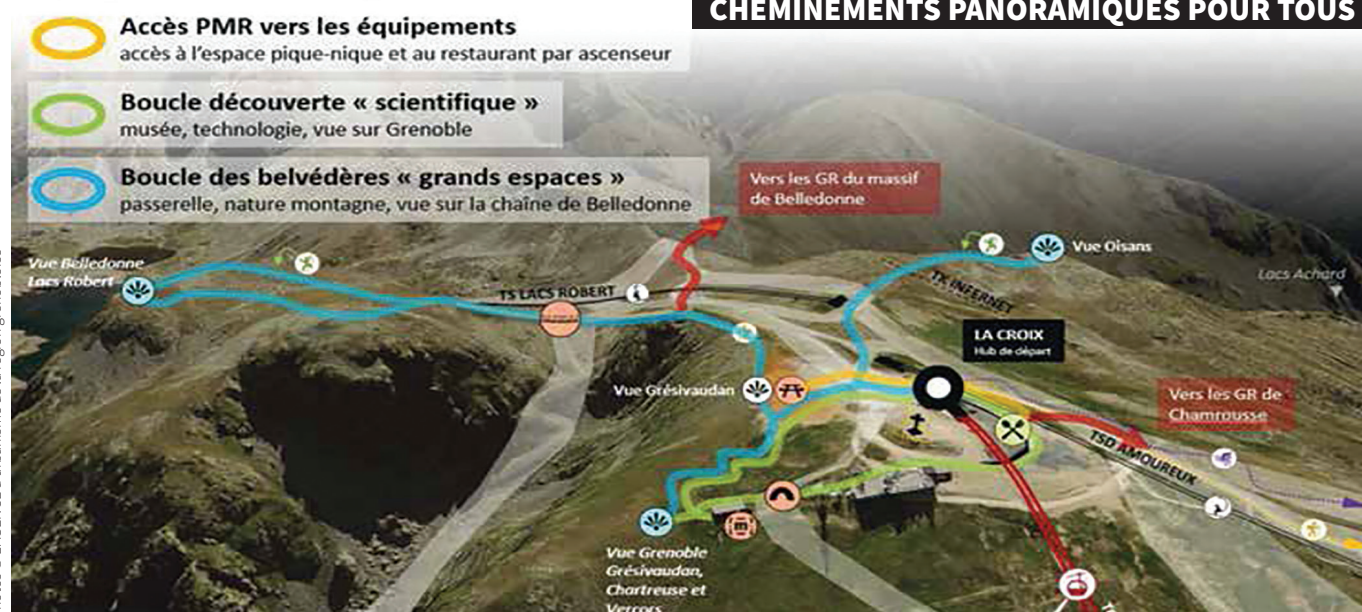 CHEMINEMENTS PANORAMIQUES POUR TOUS
Accès PMR vers les équipements
accès à l'espace pique-nique et au restaurant par ascenseur
Boucle découverte « scientifique »
musée, technologie, vue sur Grenoble
Boucle des belvédères « grands espaces »
passerelle, nature montagne, vue sur la chaîne de Belledonne
Vers les GR du massif
de Belledonne
Vue Belledonne
Lacs Robert
TS LACS ROBERT
Vue Oisans
TK INFERNET
Lacs Achard
LA CROIX
Hub de départ
Vue Grésivaudan
Vers les GR de
Chamrousse
TSD AMOUREUX
Vue Grenoble
Grésivaudan,
Chartreuse et
Vercors